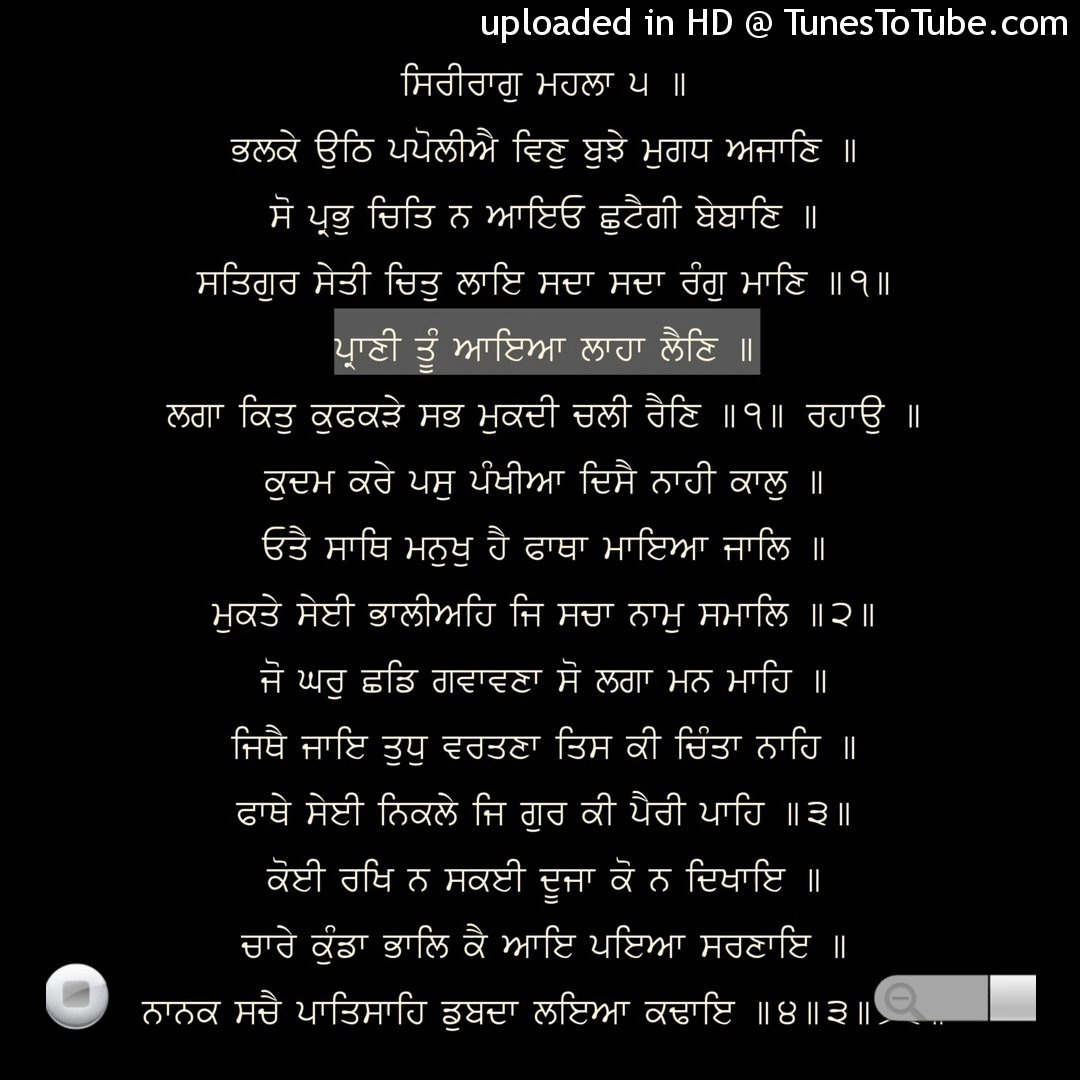 uploaded in HD @ TunesToTube.com
ਸਿਰੀਰਾਗੁ ਮਹਲਾ ੫ ॥
ਭਲਕੇ ਉਠਿ ਪਪੋਲੀਐ ਵਿਣੁ ਬੁਝੇ ਮੁਗਧ ਅਜਾਣਿ ॥
ਸੋ ਪ੍ਰਭੁ ਚਿਤਿ ਨ ਆਇਓ ਛੁਟੈਗੀ ਬੇਬਾਣਿ ॥
ਸਤਿਗੁਰ ਸੇਤੀ ਚਿਤੁ ਲਾਇ ਸਦਾ ਸਦਾ ਰੰਗੁ ਮਾਣਿ ॥੧॥
ਪ੍ਰਾਣੀ ਤੂੰ ਆਇਆ ਲਾਹਾ ਲੈਣਿ ॥
ਲਗਾ ਕਿਤੁ ਕੁਫਕੜੇ ਸਭ ਮੁਕਦੀ ਚਲੀ ਰੈਣਿ ॥੧॥ ਰਹਾਉ ॥
ਕੁਦਮ ਕਰੇ ਪਸੁ ਪੰਖੀਆ ਦਿਸੈ ਨਾਹੀ ਕਾਲੁ ॥
ਓਤੈ ਸਾਥਿ ਮਨੁਖੁ ਹੈ ਫਾਥਾ ਮਾਇਆ ਜਾਲਿ ॥
ਮੁਕਤੇ ਸੇਈ ਭਾਲੀਅਹਿ ਜਿ ਸਚਾ ਨਾਮੁ ਸਮਾਲਿ ॥੨॥
ਜੋ ਘਰੁ ਛਡਿ ਗਵਾਵਣਾ ਸੋ ਲਗਾ ਮਨ ਮਾਹਿ ॥
ਜਿਥੈ ਜਾਇ ਤੁਧੁ ਵਰਤਣਾ ਤਿਸ ਕੀ ਚਿੰਤਾ ਨਾਹਿ ॥
ਫਾਥੇ ਸੇਈ ਨਿਕਲੇ ਜਿ ਗੁਰ ਕੀ ਪੈਰੀ ਪਾਹਿ ॥੩॥
ਕੋਈ ਰਖਿ ਨ ਸਕਈ ਦੂਜਾ ਕੋ ਨ ਦਿਖਾਇ ॥
ਚਾਰੇ ਕੁੰਡਾ ਭਾਲਿ ਕੈ ਆਇ ਪਇਆ ਸਰਣਾਇ ॥
ਨਾਨਕ ਸਚੈ ਪਾਤਿਸਾਹਿ ਡੁਬਦਾ ਲਇਆ ਕਢਾਇ ॥੪॥੩॥